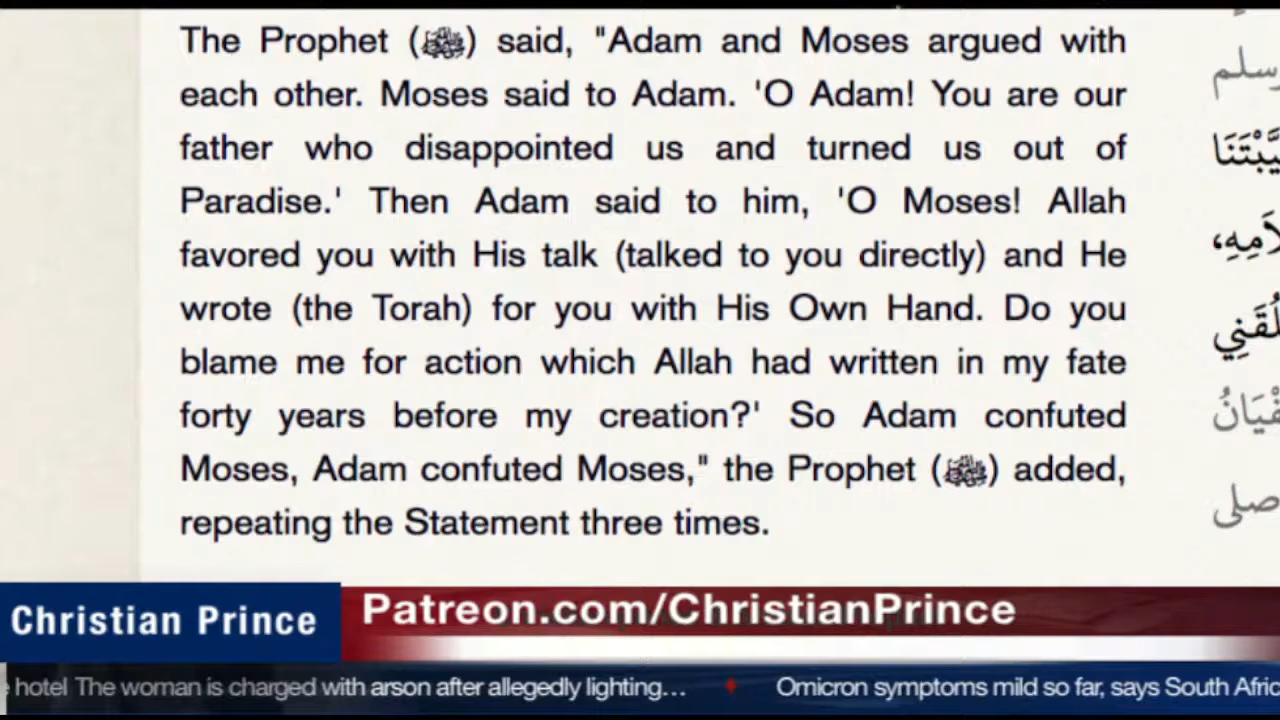 The Prophet (ﷺ) said, "Adam and Moses argued with
each other. Moses said to Adam. 'O Adam! You are our
father who disappointed us and turned us out of
Paradise.' Then Adam said to him, 'O Moses! Allah
favored you with His talk (talked to you directly) and He
wrote (the Torah) for you with His Own Hand. Do you
blame me for action which Allah had written in my fate
forty years before my creation?' So Adam confuted
Moses, Adam confuted Moses," the Prophet (ﷺ) added,
repeating the Statement three times.
Christian Prince
Patreon.com/ChristianPrince
hotel The woman is charged with arson after allegedly lighting... Omicron symptoms mild so far, says South